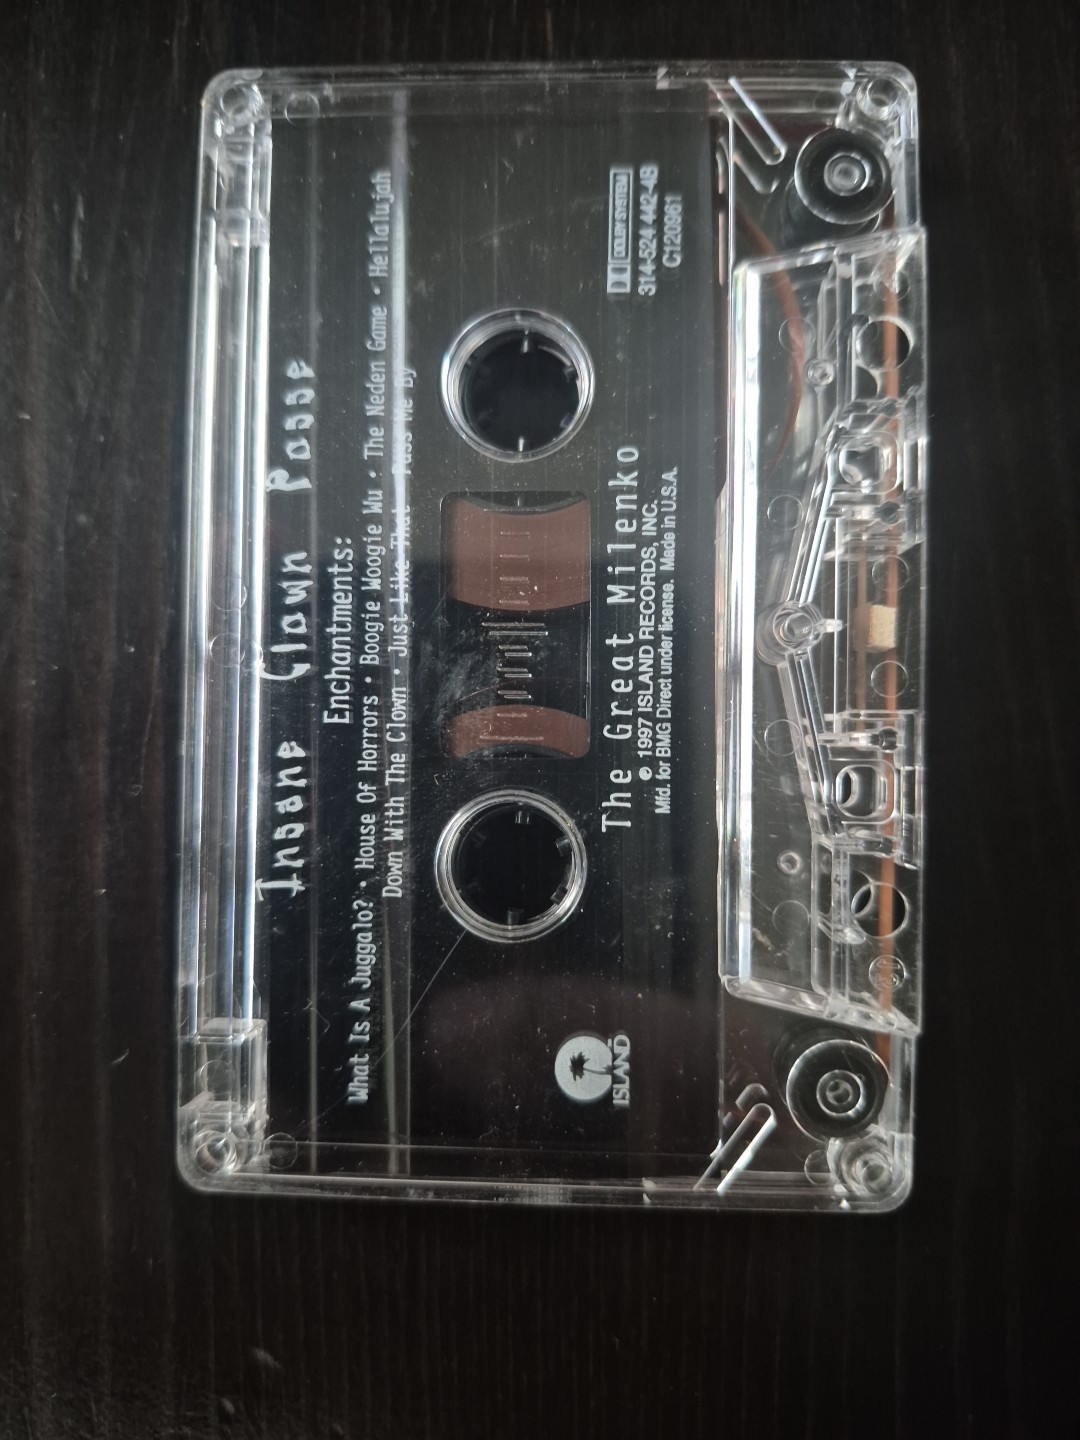 Insane Clown Posse
Enchantments:
What Is A Juggalo? • House Of Horrors • Boogie Woogie Wu • The Neden Game • Hellalujah
Down With The Clown • Just Like That • Pass Me By
ISLAND
The Great Milenko
℗ 1997 ISLAND RECORDS, INC.
Mfd. for BMG Direct under license. Made in U.S.A.
DOLBY SYSTEM
314-524 442-4B
C120961